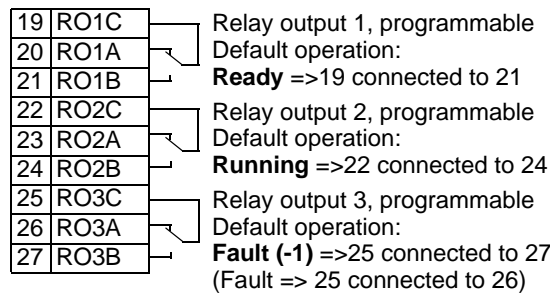 19 RO1C Relay output 1, programmable
20 RO1A Default operation:
21 RO1B Ready =>19 connected to 21
22 RO2C Relay output 2, programmable
23 RO2A Default operation:
24 RO2B Running =>22 connected to 24
25 RO3C Relay output 3, programmable
26 RO3A Default operation:
27 RO3B Fault (-1) =>25 connected to 27
(Fault => 25 connected to 26)